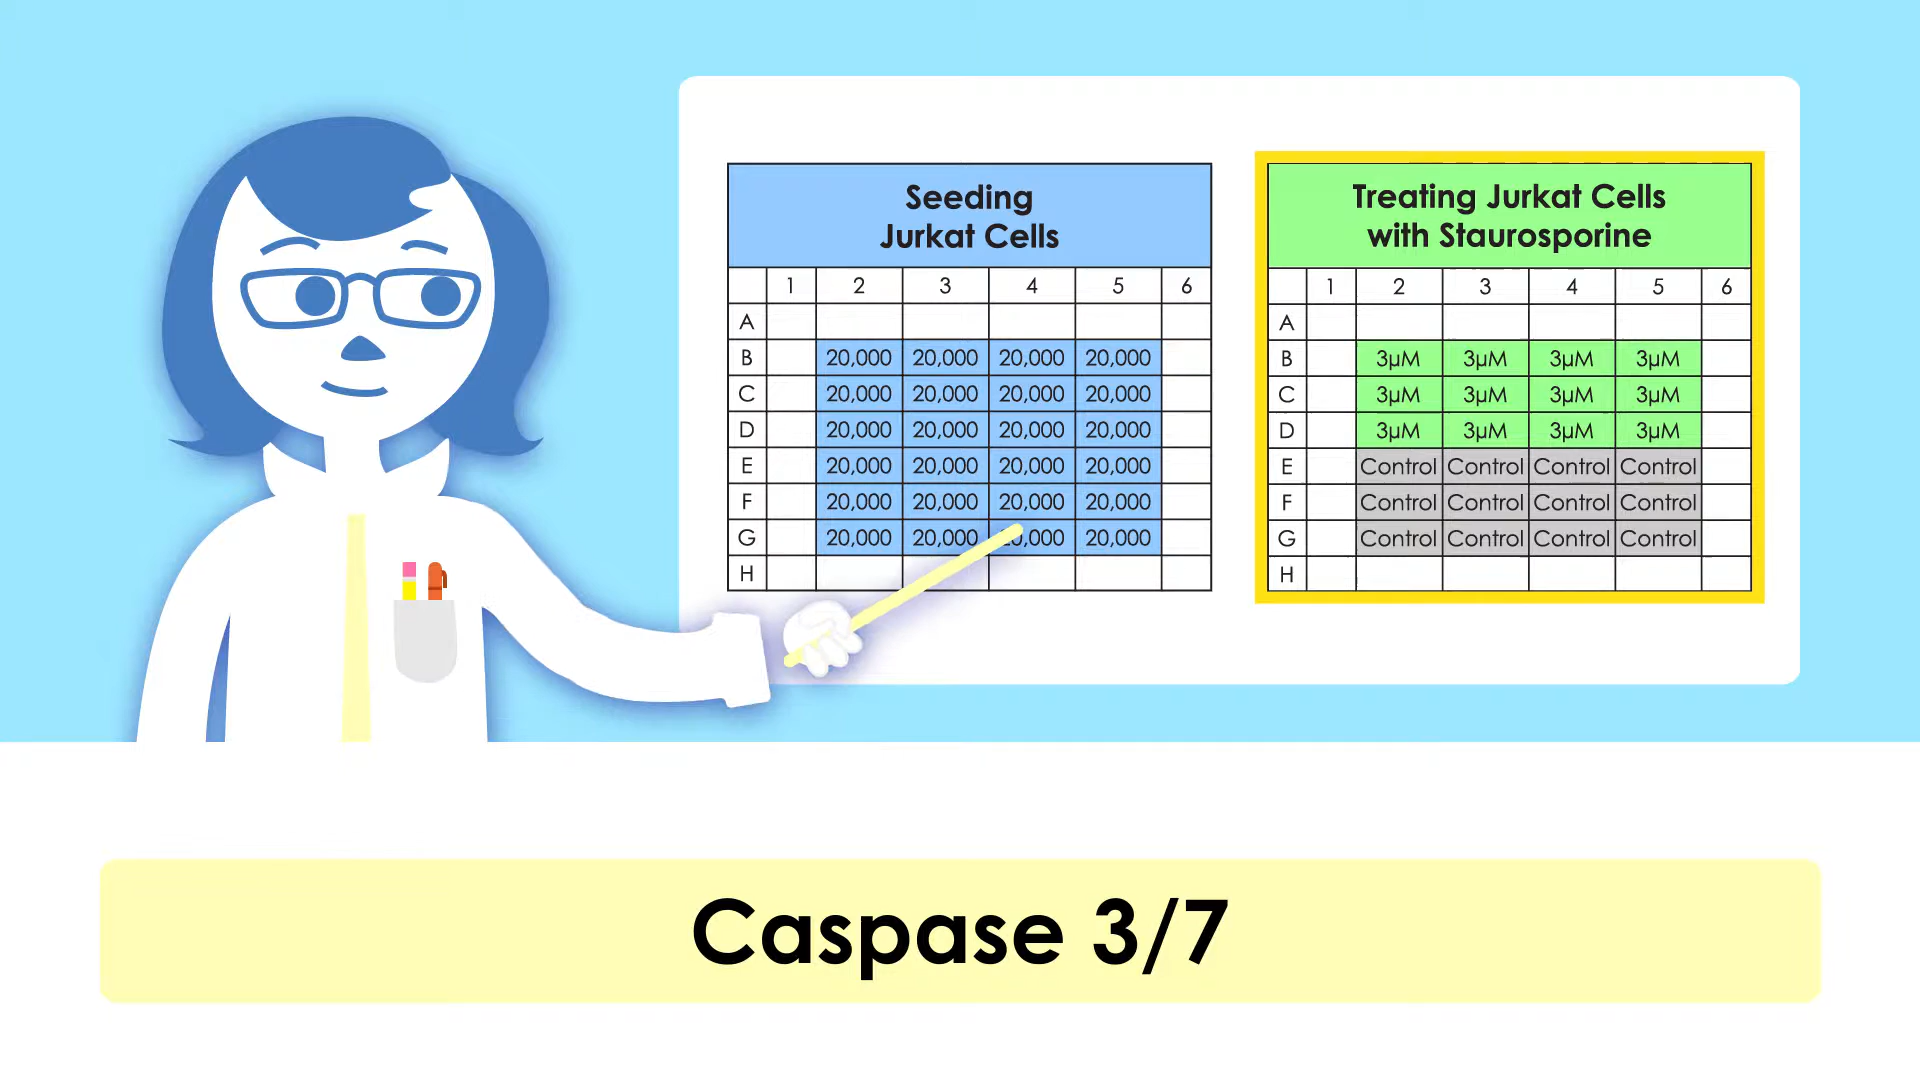 Seeding
Jurkat Cells
1 2 3 4 5 6
A
B 20,000 20,000 20,000 20,000
C 20,000 20,000 20,000 20,000
D 20,000 20,000 20,000 20,000
E 20,000 20,000 20,000 20,000
F 20,000 20,000 20,000 20,000
G 20,000 20,000 20,000 20,000
H
Treating Jurkat Cells
with Staurosporine
1 2 3 4 5 6
A
B 3µM 3µM 3µM 3µM
C 3µM 3µM 3µM 3µM
D 3µM 3µM 3µM 3µM
E Control Control Control Control
F Control Control Control Control
G Control Control Control Control
H
Caspase 3/7